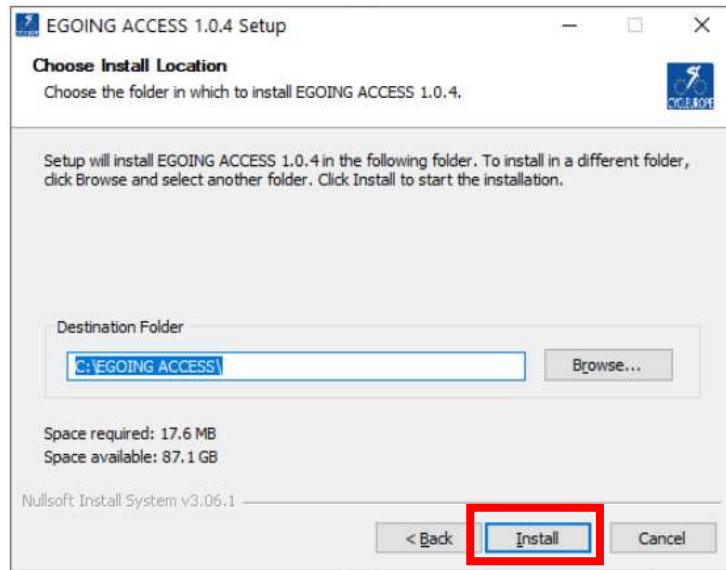 EGOING ACCESS 1.0.4 Setup
Choose Install Location
Choose the folder in which to install EGOING ACCESS 1.0.4.
CYCLEUROPE
Setup will install EGOING ACCESS 1.0.4 in the following folder. To install in a different folder,
click Browse and select another folder. Click Install to start the installation.
Destination Folder
C:\EGOING ACCESS\
Browse...
Space required: 17.6 MB
Space available: 87.1 GB
Nullsoft Install System v3.06.1
< Back
Install
Cancel